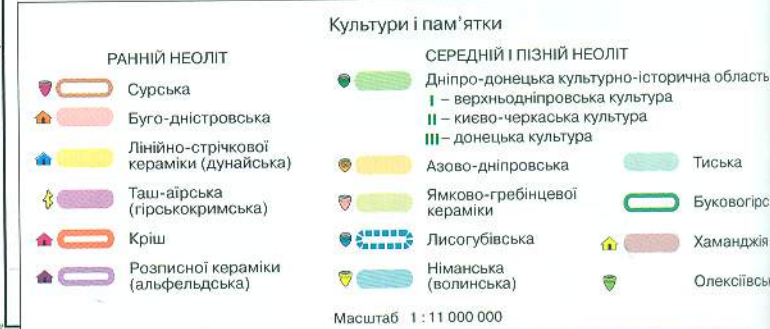 Культури і пам'ятки
РАННІЙ НЕОЛІТ
Сурська
Буго-дністровська
Лінійно-стрічкової
кераміки (дунайська)
Таш-аїрська
(гірськокримська)
Кріш
Розписної кераміки
(альфельдська)
СЕРЕДНІЙ І ПІЗНІЙ НЕОЛІТ
Дніпро-донецька культурно-історична область
I – верхньодніпровська культура
II – києво-черкаська культура
III – донецька культура
Азово-дніпровська
Ямково-гребінцевої
кераміки
Лисогубівська
Німанська
(волинська)
Тиська
Буковогірс
Хаманджія
Олексіївсь
Масштаб 1 : 11 000 000